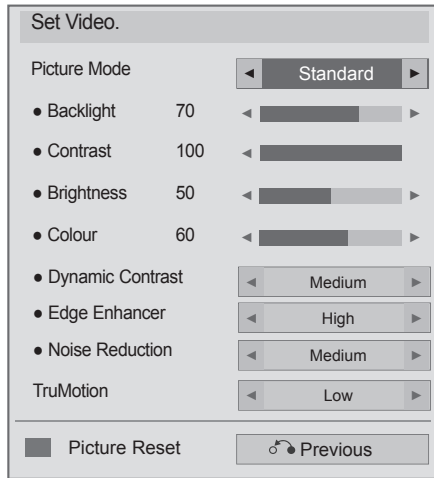 Set Video.
Picture Mode ◄ Standard ►
● Backlight 70 ◄ ►
● Contrast 100 ◄
● Brightness 50 ◄ ►
● Colour 60 ◄ ►
● Dynamic Contrast ◄ Medium ►
● Edge Enhancer ◄ High ►
● Noise Reduction ◄ Medium ►
TruMotion ◄ Low ►
Picture Reset Previous